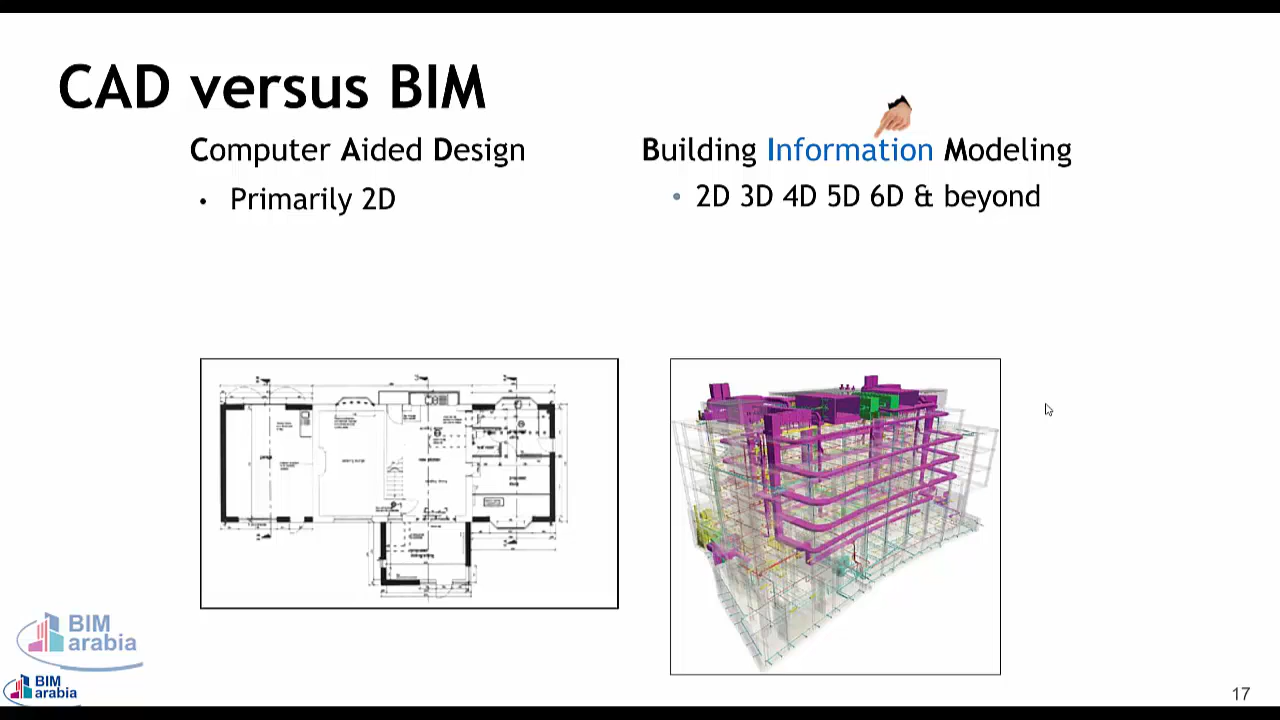 CAD versus BIM
Computer Aided Design
• Primarily 2D
Building Information Modeling
• 2D 3D 4D 5D 6D & beyond
BIM
arabia
BIM
arabia
17